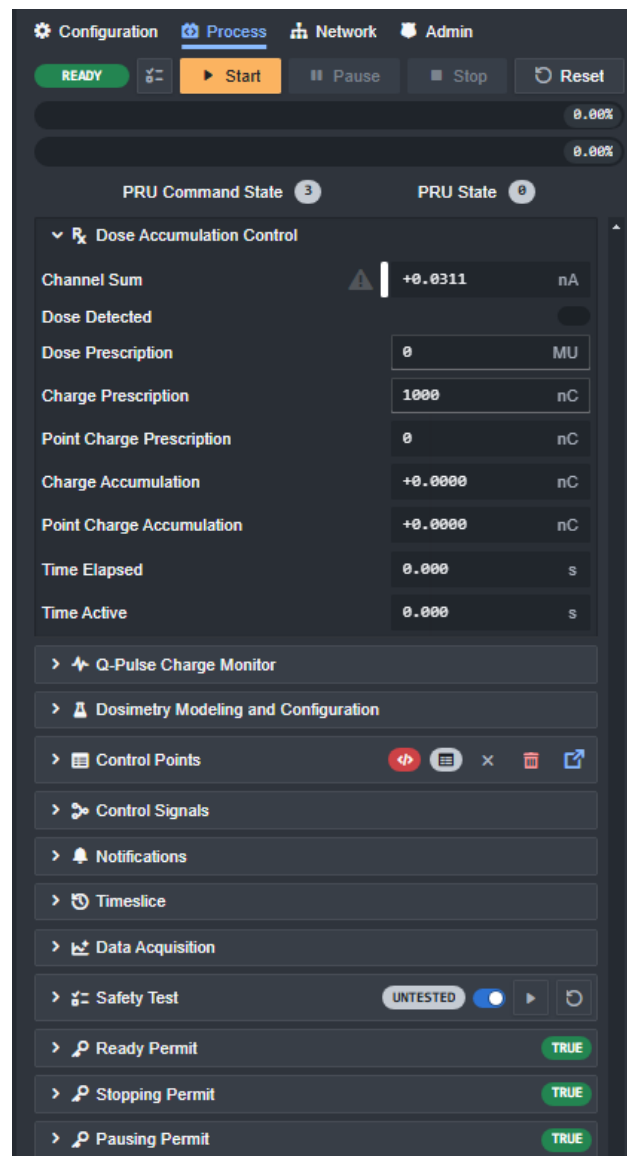 Configuration Process Network Admin
READY Start Pause Stop Reset
0.00%
0.00%
PRU Command State 3 PRU State 0
Rx Dose Accumulation Control
Channel Sum +0.0311 nA
Dose Detected
Dose Prescription 0 MU
Charge Prescription 1000 nC
Point Charge Prescription 0 nC
Charge Accumulation +0.0000 nC
Point Charge Accumulation +0.0000 nC
Time Elapsed 0.000 s
Time Active 0.000 s
Q-Pulse Charge Monitor
Dosimetry Modeling and Configuration
Control Points
Control Signals
Notifications
Timeslice
Data Acquisition
Safety Test UNTESTED
Ready Permit TRUE
Stopping Permit TRUE
Pausing Permit TRUE